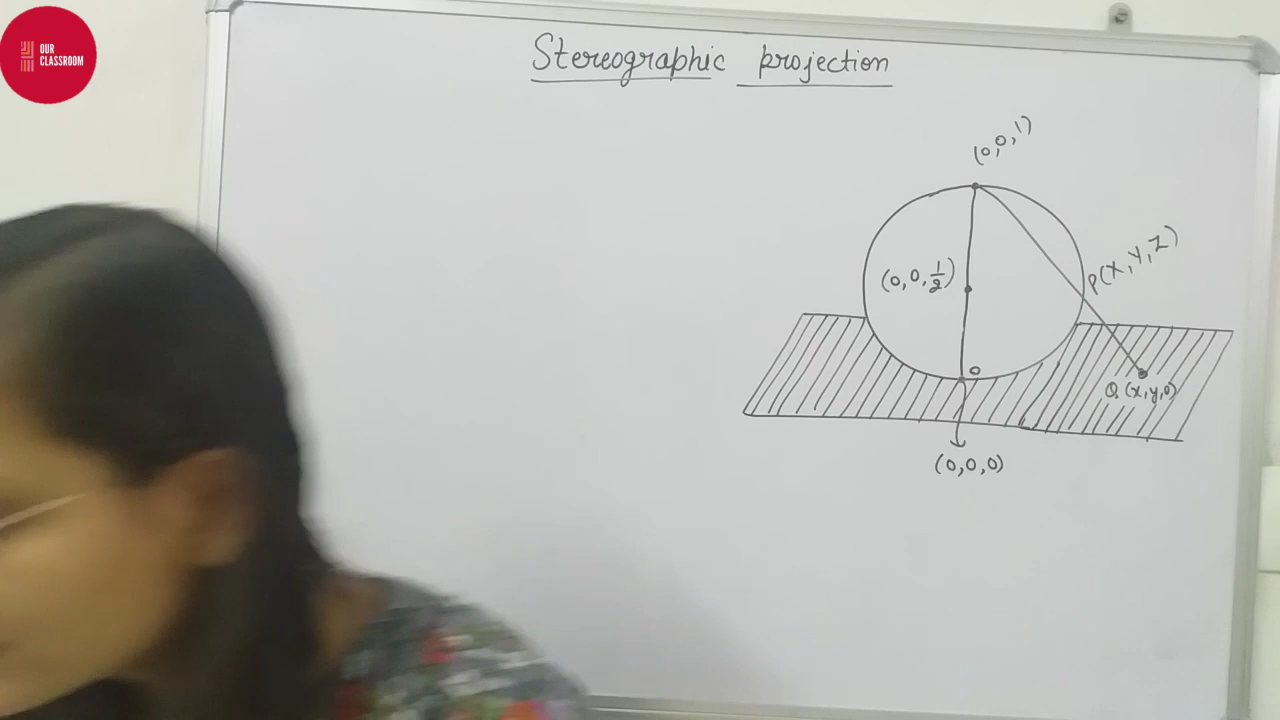 OUR
CLASSROOM
Stereographic projection
(0,0,1)
P(X,Y,Z)
(0,0,1/2)
O
Q(x,y,0)
(0,0,0)